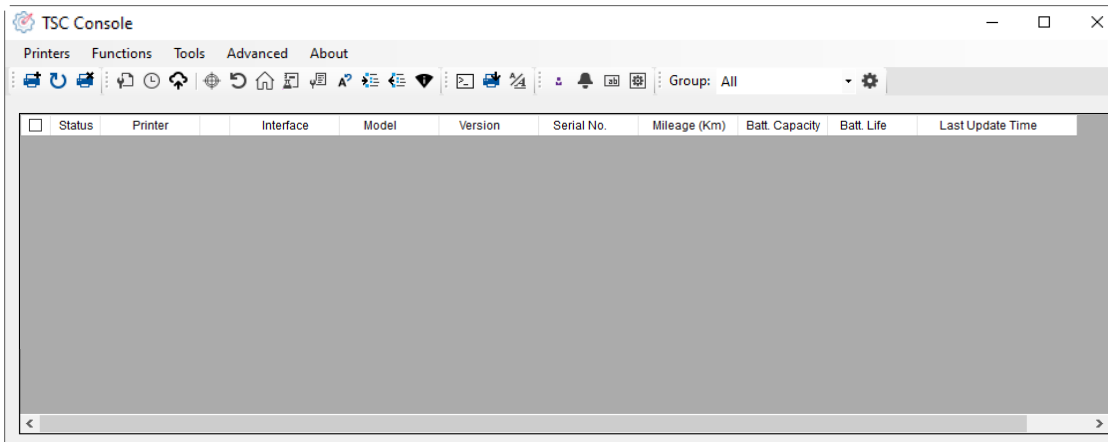 TSC Console
Printers Functions Tools Advanced About
Group: All
Status Printer Interface Model Version Serial No. Mileage (Km) Batt. Capacity Batt. Life Last Update Time